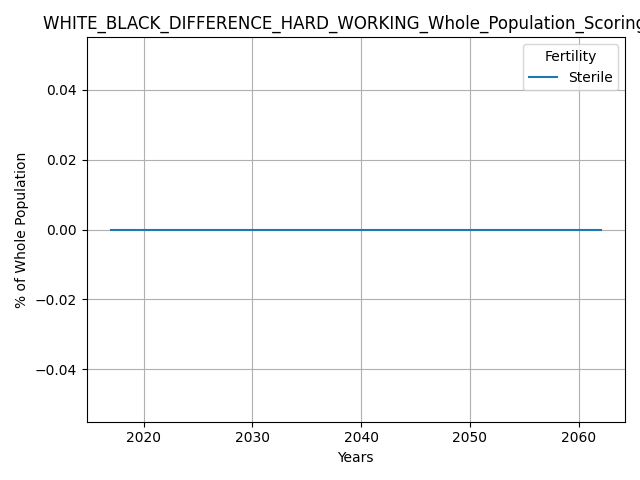 WHITE_BLACK_DIFFERENCE_HARD_WORKING_Whole_Population_Scoring
Fertility
Sterile
% of Whole Population
0.04
0.02
0.00
−0.02
−0.04
2020 2030 2040 2050 2060
Years